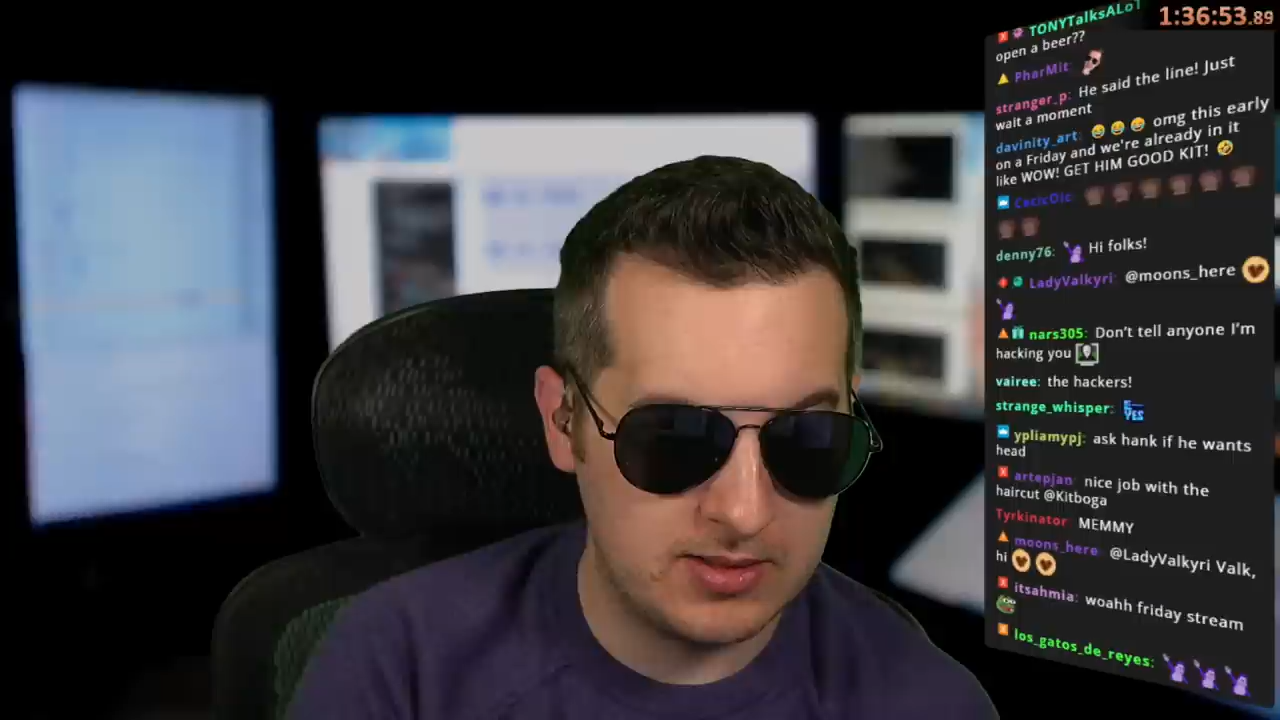 1:36:53.89
TONYTalksALoT
open a beer??
PharMit:
stranger_p: He said the line! Just
wait a moment
davinity_art: omg this early
on a Friday and we're already in it
like WOW! GET HIM GOOD KIT!
CecicOic:
denny76: Hi folks!
LadyValkyri: @moons_here
nars305: Don't tell anyone I'm
hacking you
vairee: the hackers!
strange_whisper: YES
ypliamypj: ask hank if he wants
head
artepjan: nice job with the
haircut @Kitboga
Tyrkinator MEMMY
moons_here @LadyValkyri Valk,
hi
itsahmia: woahh friday stream
los_gatos_de_reyes: